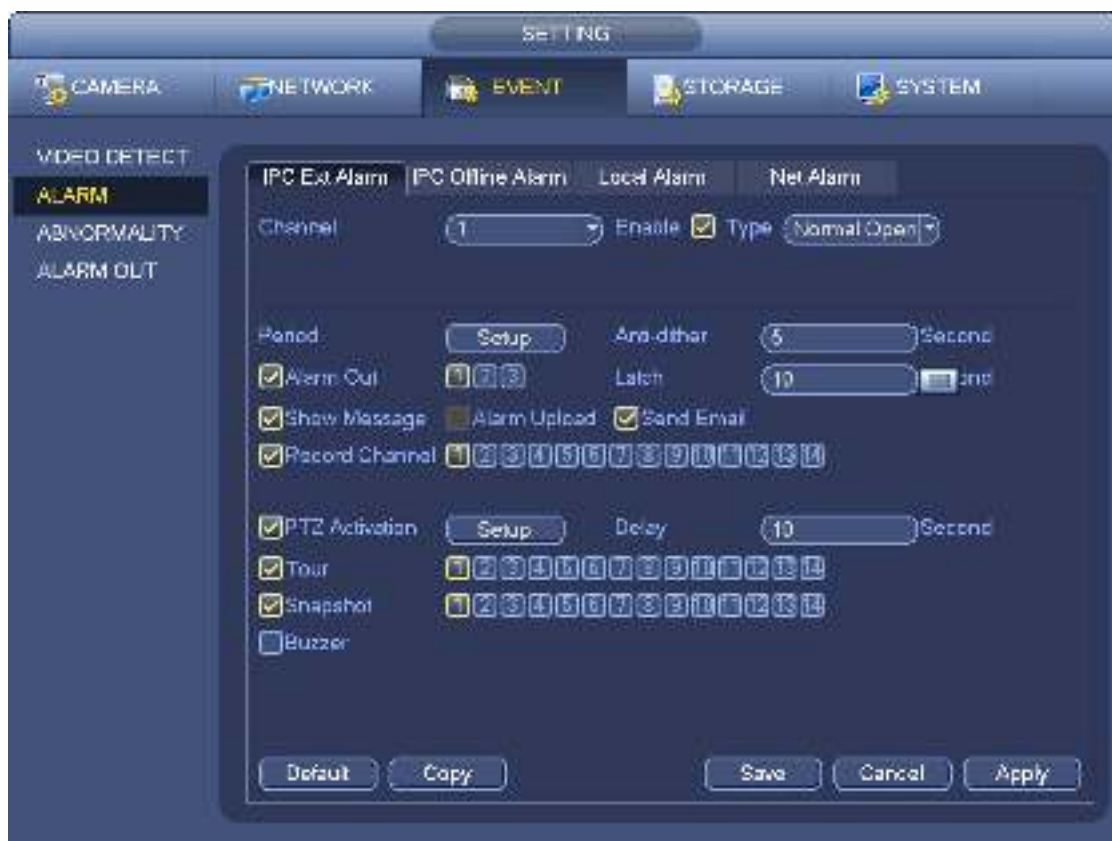 SETTING
CAMERA NETWORK EVENT STORAGE SYSTEM
VIDEO DETECT
ALARM
ABNORMALITY
ALARM OUT
IPC Ext Alarm IPC Offline Alarm Local Alarm Net Alarm
Channel 1 Enable Type Normal Open
Period Setup Anti-dither 5 Second
Alarm Out 1 2 3 Latch 10 ond
Show Message Alarm Upload Send Email
Record Channel 1 2 3 4 5 6 7 8 9 10 11 12 13 14
PTZ Activation Setup Delay 10 Second
Tour 1 2 3 4 5 6 7 8 9 10 11 12 13 14
Snapshot 1 2 3 4 5 6 7 8 9 10 11 12 13 14
Buzzer
Default Copy Save Cancel Apply